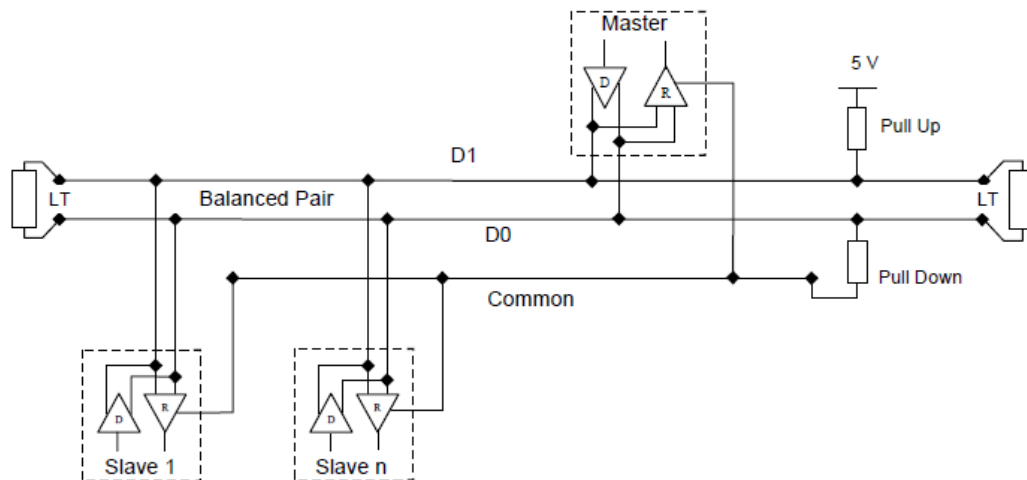 Master
D
R
5 V
Pull Up
D1
LT
Balanced Pair
LT
D0
Pull Down
Common
D
R
D
R
Slave 1
Slave n